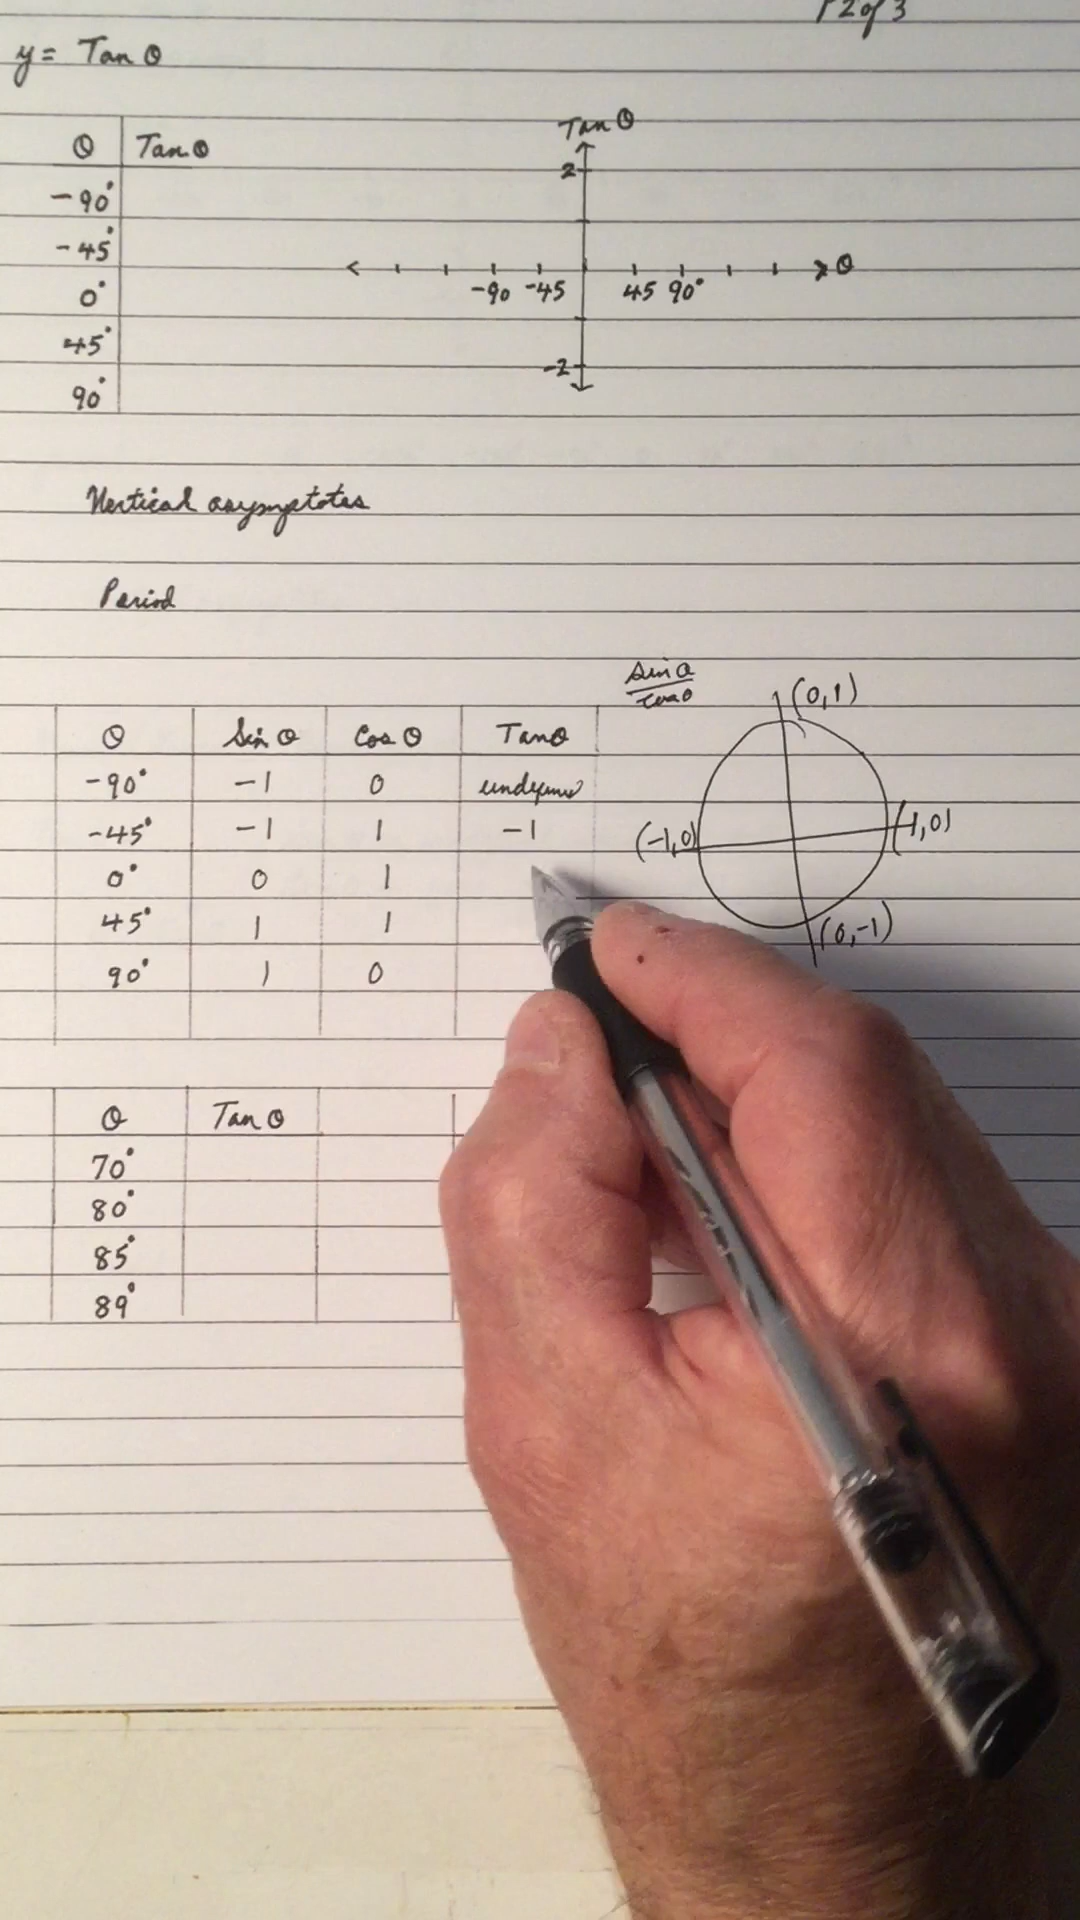 P 2 of 3
y = Tan θ
θ Tan θ
-90°
-45°
0°
45°
90°
Tan θ
2
-90 -45 45 90° θ
-2
Vertical asymptotes
Period
sin θ
cos θ
(0,1)
(-1,0) (1,0)
(0,-1)
θ Sin θ Cos θ Tan θ
-90° -1 0
-45° -1 1 -1
0° 0 1
45° 1 1
90° 1 0
θ Tan θ
70°
80°
85°
89°